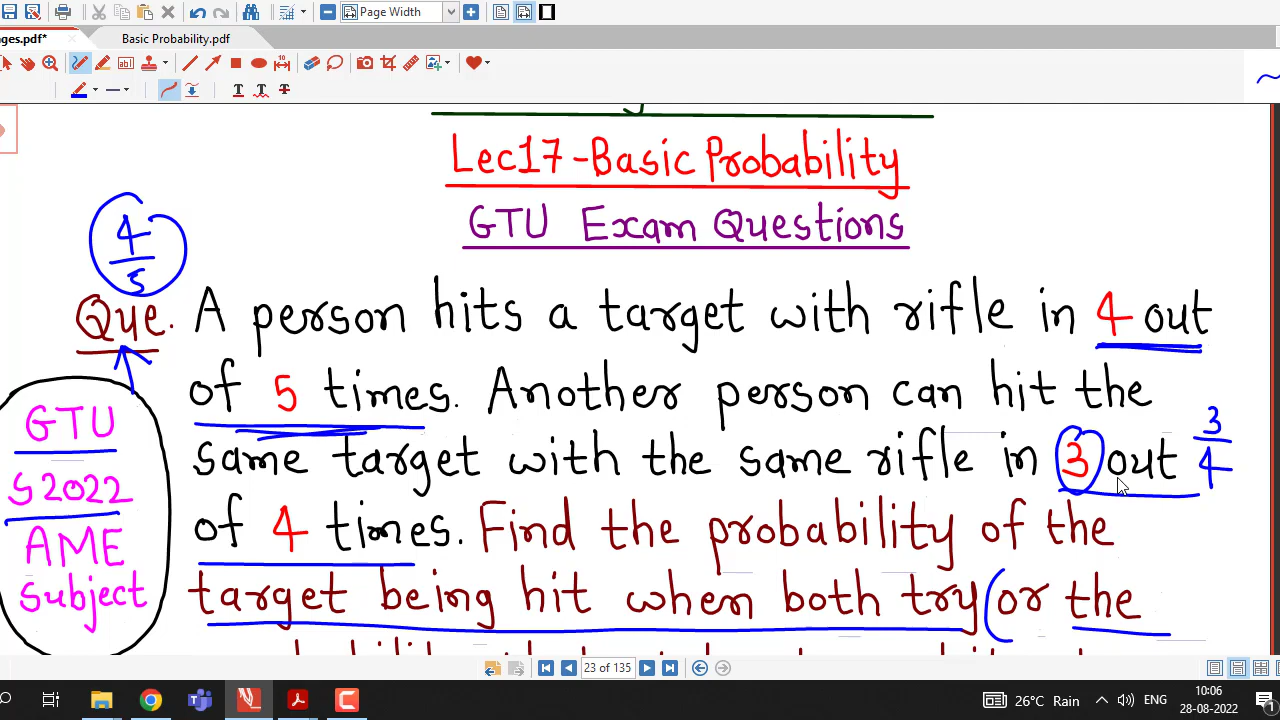 Page Width
ges.pdf*
Basic Probability.pdf
Lec17-Basic Probability
GTU Exam Questions
4
5
Que. A person hits a target with rifle in 4 out
of 5 times. Another person can hit the
3
4
same target with the same rifle in 3 out
of 4 times. Find the probability of the
target being hit when both try (or the
GTU
S2022
AME
Subject
23 of 135
26°C Rain
ENG
10:06
28-08-2022
1